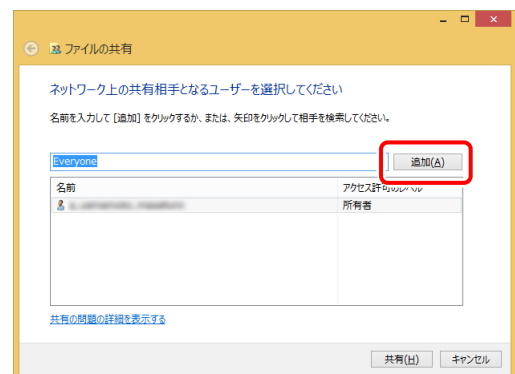 ファイルの共有
ネットワーク上の共有相手となるユーザーを選択してください
名前を入力して [追加] をクリックするか、または、矢印をクリックして相手を検索してください。
Everyone
追加(A)
名前
アクセス許可のレベル
所有者
共有の問題の詳細を表示する
共有(H)
キャンセル